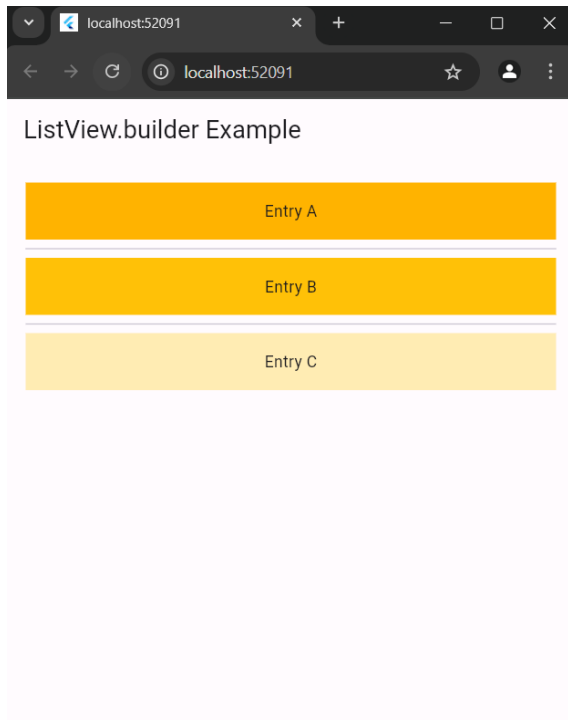 localhost:52091
localhost:52091
ListView.builder Example
Entry A
Entry B
Entry C